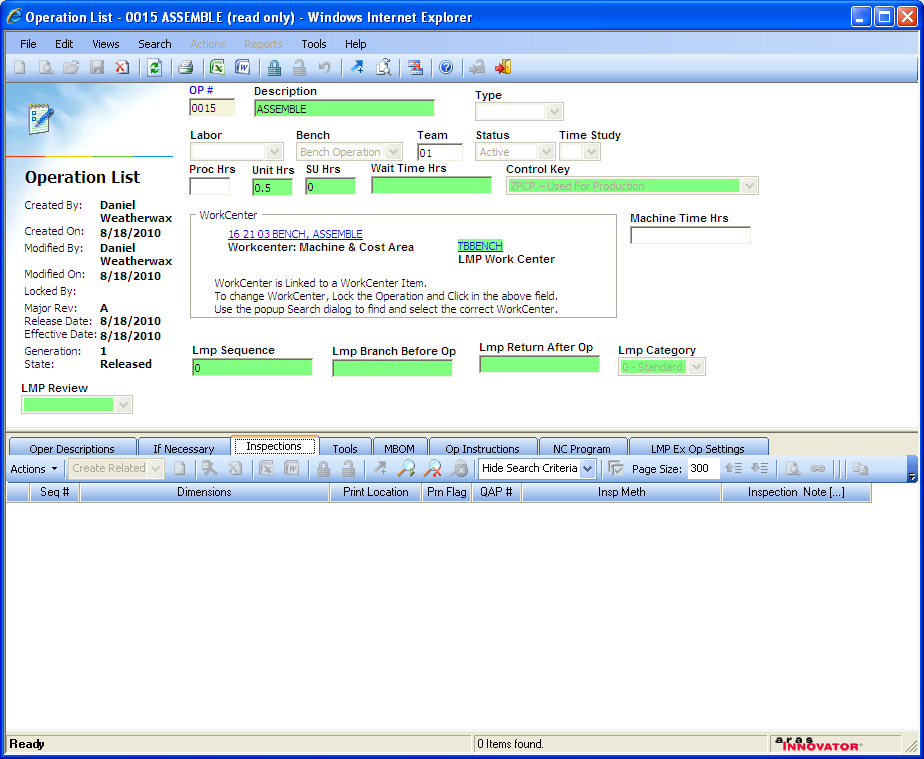 Operation List - 0015 ASSEMBLE (read only) - Windows Internet Explorer
File Edit Views Search Actions Reports Tools Help
OP # Description Type
0015 ASSEMBLE
Labor Bench Team Status Time Study
Bench Operation 01 Active
Proc Hrs Unit Hrs SU Hrs Wait Time Hrs Control Key
0.5 0 ZPCP -- Used For Production
Operation List
Created By: Daniel Weatherwax
Created On: 8/18/2010
Modified By: Daniel Weatherwax
Modified On: 8/18/2010
Locked By:
Major Rev: A
Release Date: 8/18/2010
Effective Date: 8/18/2010
Generation: 1
State: Released
LMP Review
WorkCenter
16 21 03 BENCH, ASSEMBLE
Workcenter: Machine & Cost Area
TBBENCH
LMP Work Center
WorkCenter is Linked to a WorkCenter Item.
To change WorkCenter, Lock the Operation and Click in the above field.
Use the popup Search dialog to find and select the correct WorkCenter.
Machine Time Hrs
Lmp Sequence Lmp Branch Before Op Lmp Return After Op Lmp Category
0 0 - Standard
Oper Descriptions If Necessary Inspections Tools MBOM Op Instructions NC Program LMP Ex Op Settings
Actions Create Related Hide Search Criteria Page Size: 300
Seq # Dimensions Print Location Prn Flag QAP # Insp Meth Inspection Note [...]
Ready 0 Items found. aras INNOVATOR